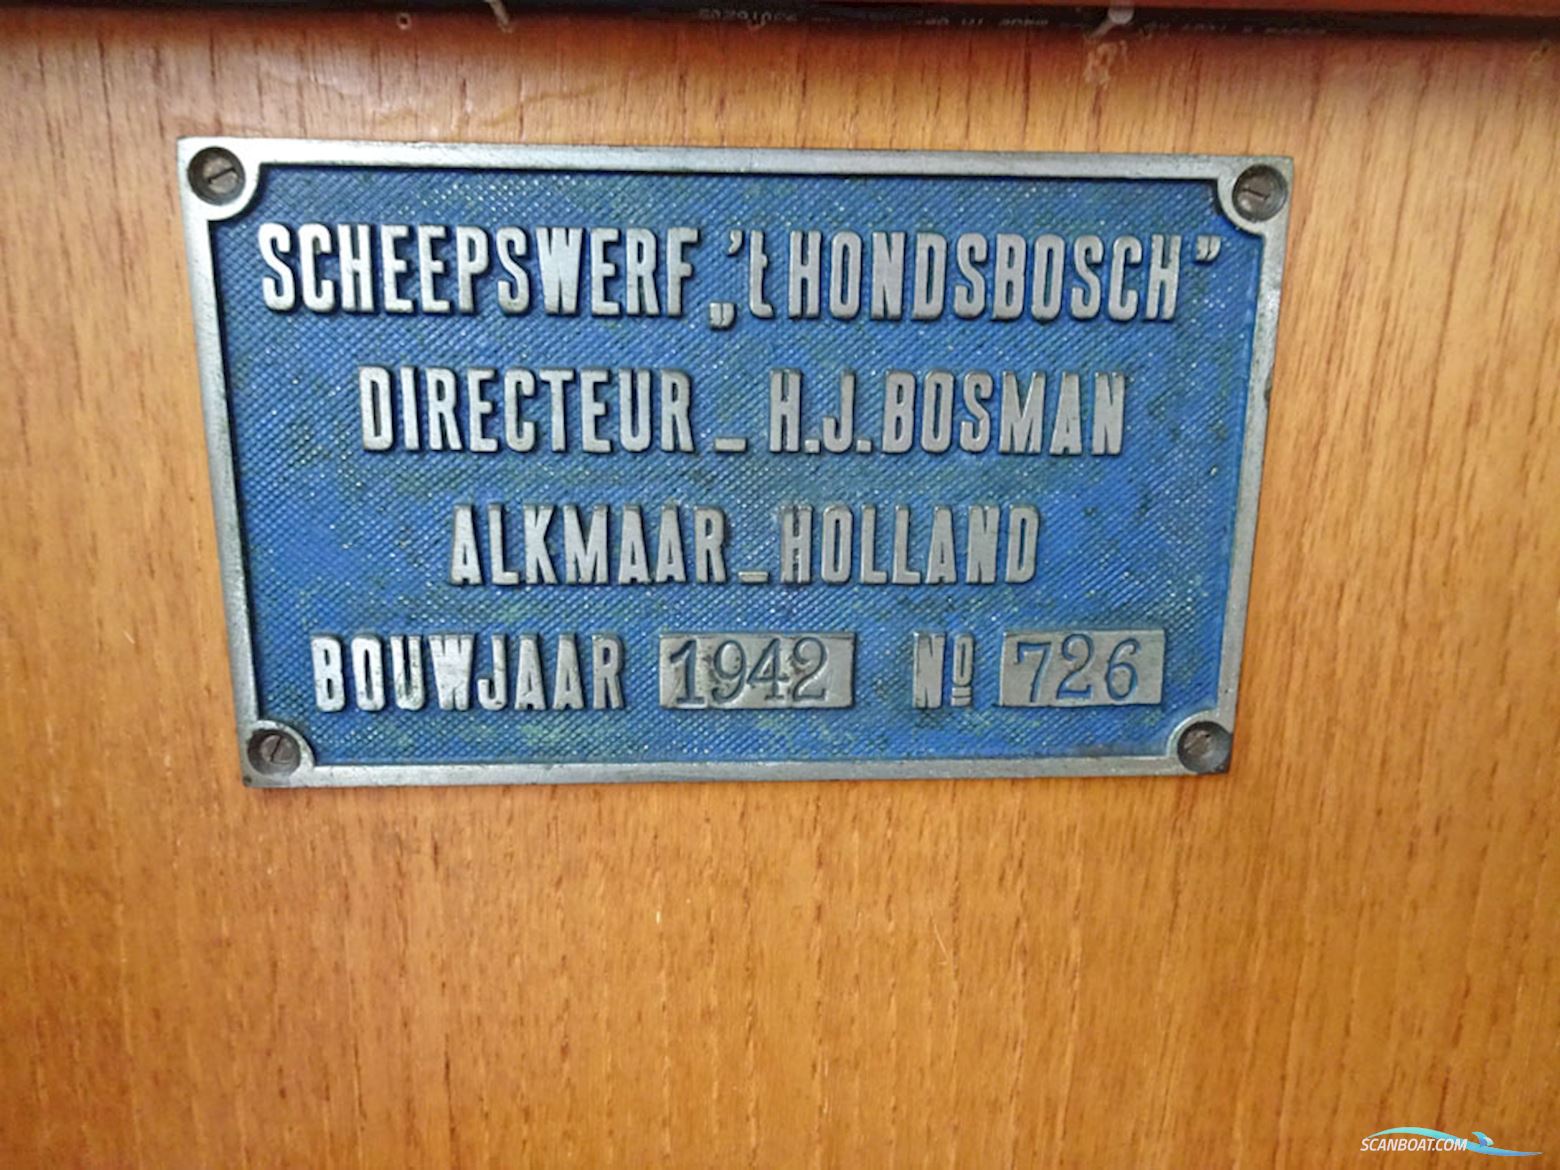 SCHEEPSWERF „'t HONDSBOSCH”
DIRECTEUR _ H.J. BOSMAN
ALKMAAR _ HOLLAND
BOUWJAAR 1942 No 726
SCANBOAT.COM